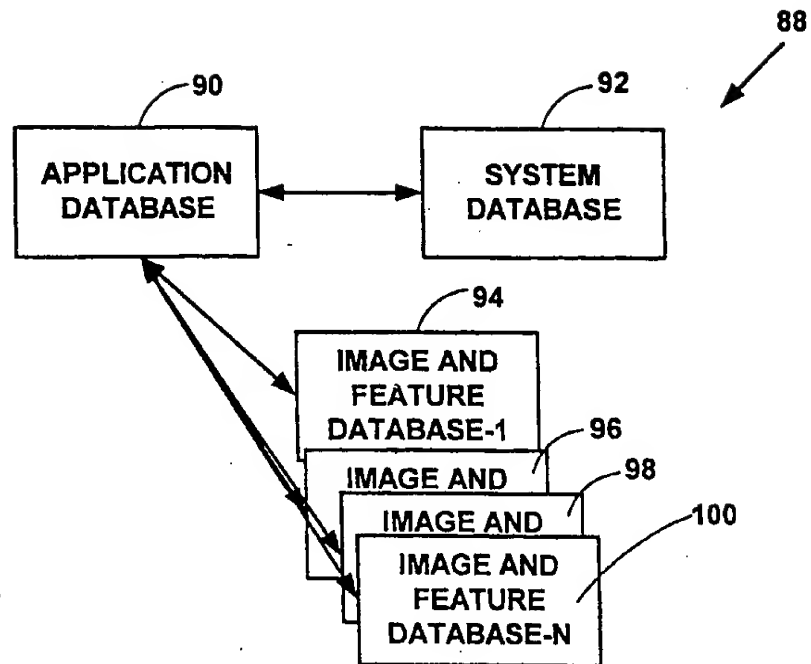 88
90
92
APPLICATION
DATABASE
SYSTEM
DATABASE
94
IMAGE AND
FEATURE
DATABASE-1
96
IMAGE AND
98
IMAGE AND
100
IMAGE AND
FEATURE
DATABASE-N